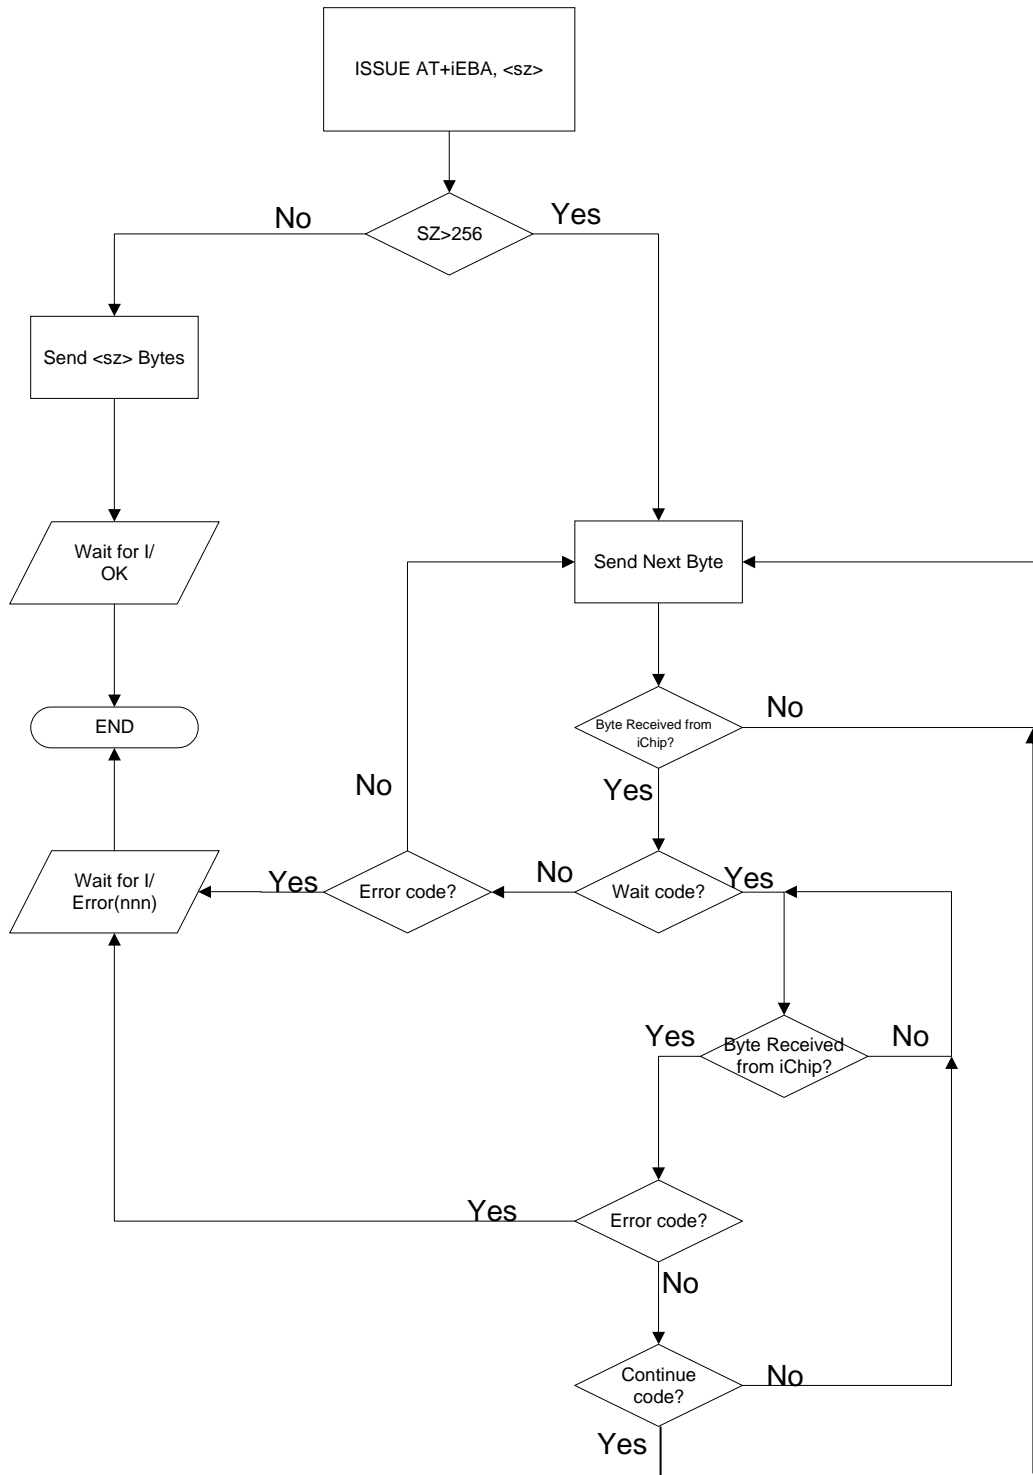 ISSUE AT+iEBA, <sz>
No
Yes
SZ>256
Send <sz> Bytes
Wait for I/
OK
Send Next Byte
END
Byte Received from
iChip?
No
Yes
No
Wait for I/
Error(nnn)
Yes
Error code?
No
Wait code?
Yes
Yes
Byte Received
from iChip?
No
Yes
Error code?
No
Continue
code?
No
Yes